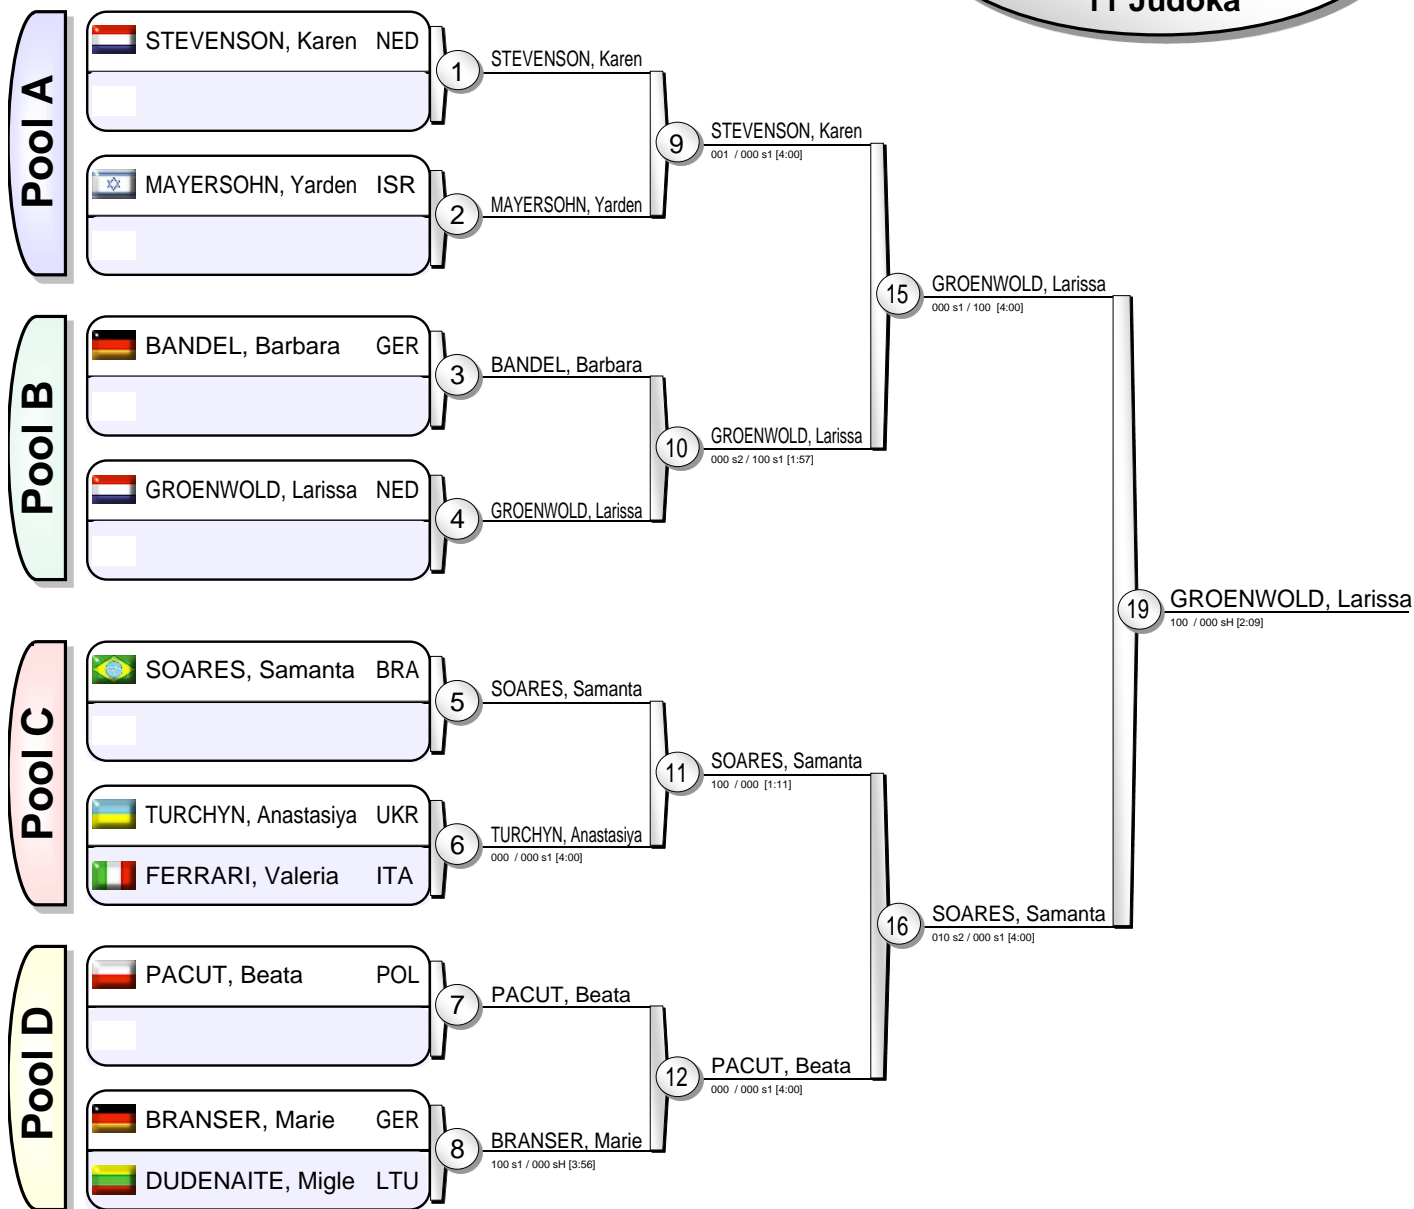 11 Judoka
Pool A
STEVENSON, Karen NED
1
STEVENSON, Karen
MAYERSOHN, Yarden ISR
2
MAYERSOHN, Yarden
9
STEVENSON, Karen
001 / 000 s1 [4:00]
Pool B
BANDEL, Barbara GER
3
BANDEL, Barbara
GROENWOLD, Larissa NED
4
GROENWOLD, Larissa
10
GROENWOLD, Larissa
000 s2 / 100 s1 [1:57]
15
GROENWOLD, Larissa
000 s1 / 100 [4:00]
Pool C
SOARES, Samanta BRA
5
SOARES, Samanta
TURCHYN, Anastasiya UKR
FERRARI, Valeria ITA
6
TURCHYN, Anastasiya
000 / 000 s1 [4:00]
11
SOARES, Samanta
100 / 000 [1:11]
Pool D
PACUT, Beata POL
7
PACUT, Beata
BRANSER, Marie GER
DUDENAITE, Migle LTU
8
BRANSER, Marie
100 s1 / 000 sH [3:56]
12
PACUT, Beata
000 / 000 s1 [4:00]
16
SOARES, Samanta
010 s2 / 000 s1 [4:00]
19
GROENWOLD, Larissa
100 / 000 sH [2:09]